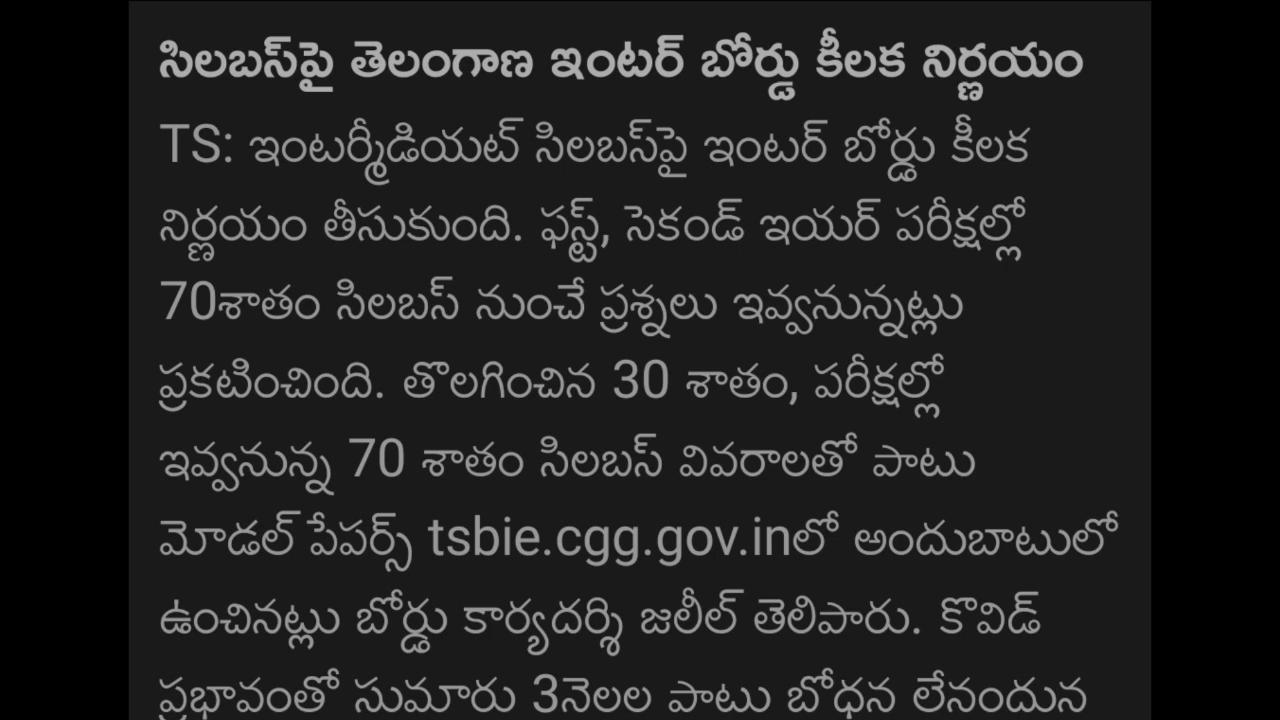 సిలబస్‌పై తెలంగాణ ఇంటర్ బోర్డు కీలక నిర్ణయం
TS: ఇంటర్మీడియట్ సిలబస్‌పై ఇంటర్ బోర్డు కీలక
నిర్ణయం తీసుకుంది. ఫస్ట్, సెకండ్ ఇయర్ పరీక్షల్లో
70శాతం సిలబస్ నుంచే ప్రశ్నలు ఇవ్వనున్నట్లు
ప్రకటించింది. తొలగించిన 30 శాతం, పరీక్షల్లో
ఇవ్వనున్న 70 శాతం సిలబస్ వివరాలతో పాటు
మోడల్ పేపర్స్ tsbie.cgg.gov.inలో అందుబాటులో
ఉంచినట్లు బోర్డు కార్యదర్శి జలీల్ తెలిపారు. కొవిడ్
ప్రభావంతో సుమారు 3నెలల పాటు బోధన లేనందున